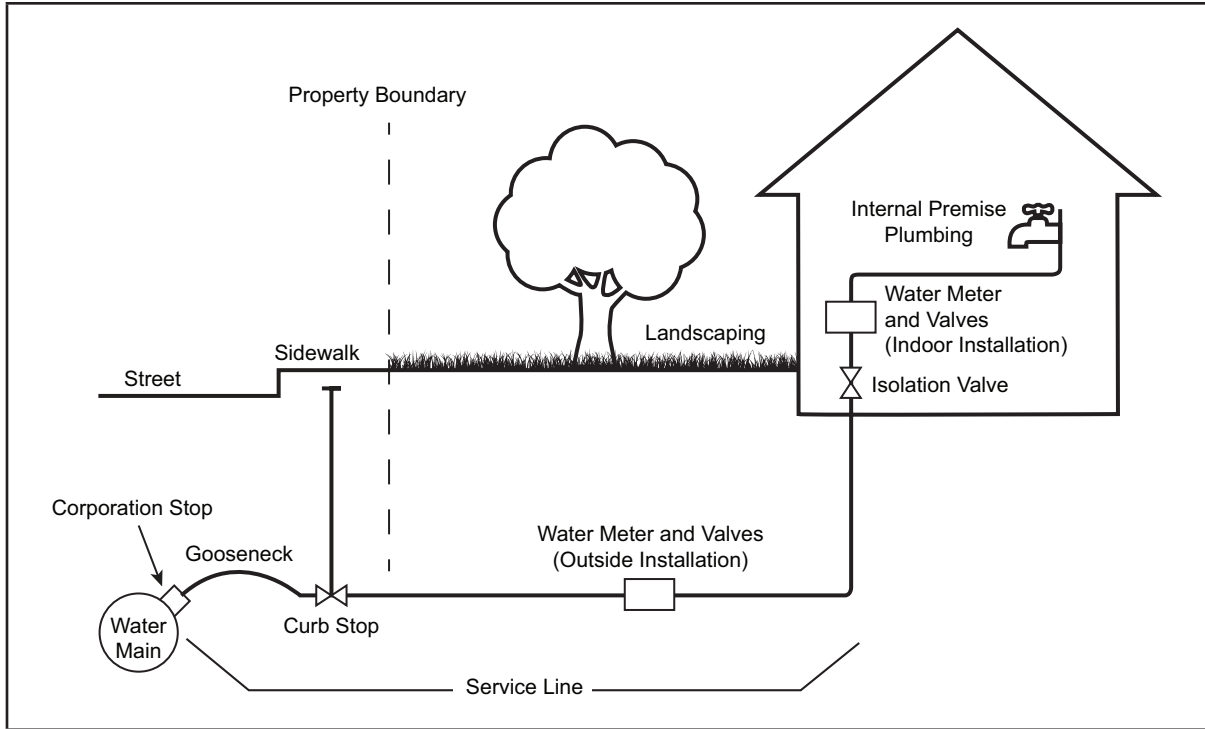 Property Boundary
Internal Premise
Plumbing
Water Meter
and Valves
(Indoor Installation)
Landscaping
Sidewalk
Street
Isolation Valve
Corporation Stop
Gooseneck
Water Meter and Valves
(Outside Installation)
Water
Main
Curb Stop
Service Line